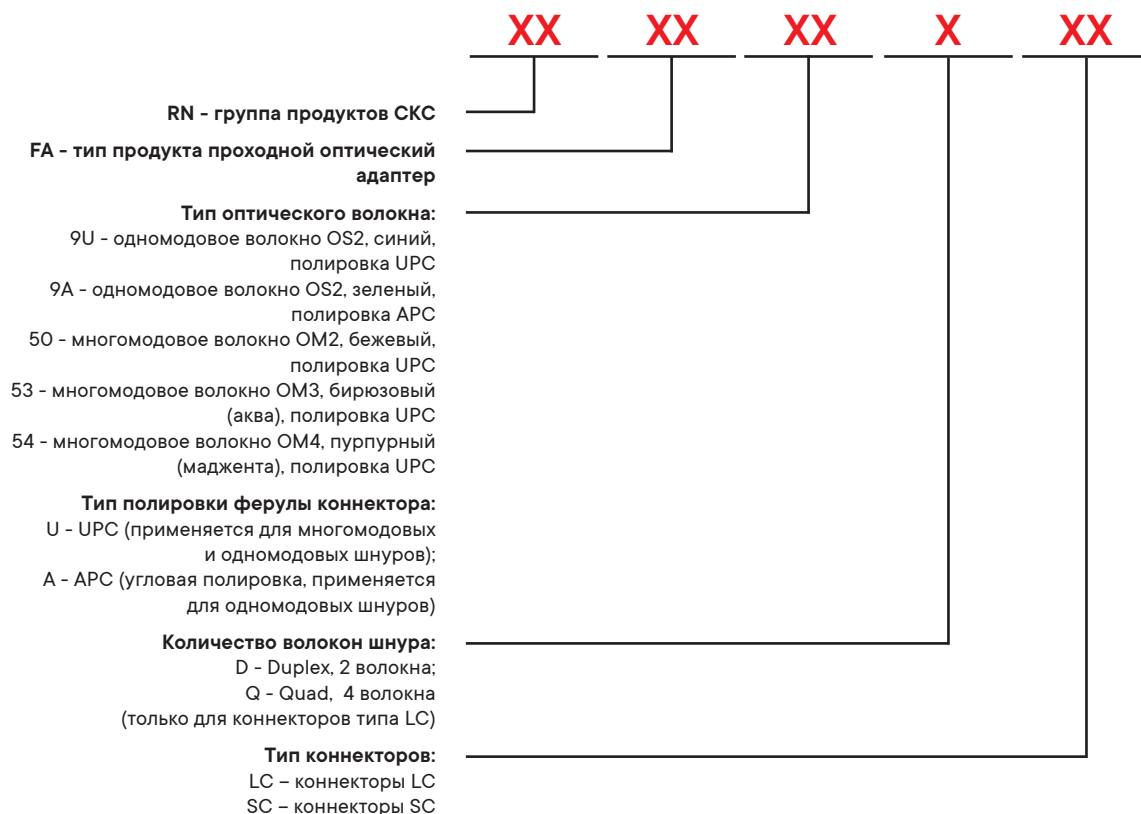 XX XX XX X XX
RN - группа продуктов СКС
FA - тип продукта проходной оптический
адаптер
Тип оптического волокна:
9U - одномодовое волокно OS2, синий,
полировка UPC
9A - одномодовое волокно OS2, зеленый,
полировка APC
50 - многомодовое волокно OM2, бежевый,
полировка UPC
53 - многомодовое волокно OM3, бирюзовый
(аква), полировка UPC
54 - многомодовое волокно OM4, пурпурный
(маджента), полировка UPC
Тип полировки ферулы коннектора:
U - UPC (применяется для многомодовых
и одномодовых шнуров);
A - APC (угловая полировка, применяется
для одномодовых шнуров)
Количество волокон шнура:
D - Duplex, 2 волокна;
Q - Quad, 4 волокна
(только для коннекторов типа LC)
Тип коннекторов:
LC – коннекторы LC
SC – коннекторы SC